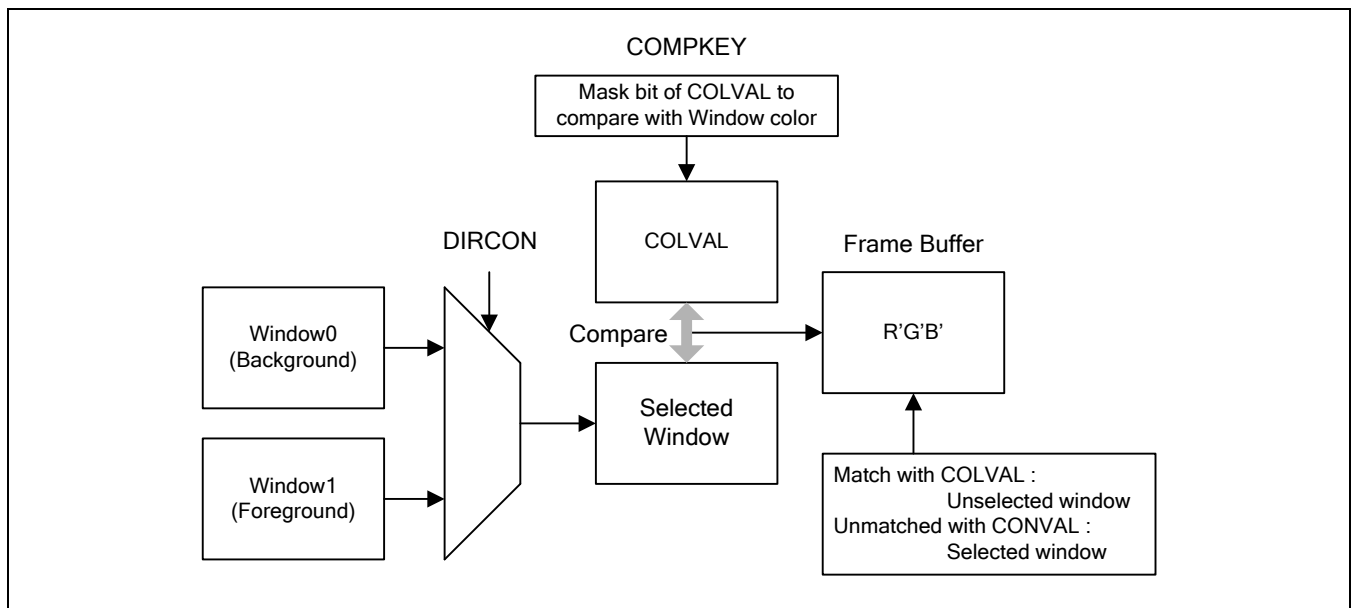 COMPKEY
Mask bit of COLVAL to
compare with Window color
COLVAL
DIRCON
Frame Buffer
Window0
(Background)
Compare
R’G’B’
Selected
Window
Window1
(Foreground)
Match with COLVAL :
Unselected window
Unmatched with CONVAL :
Selected window